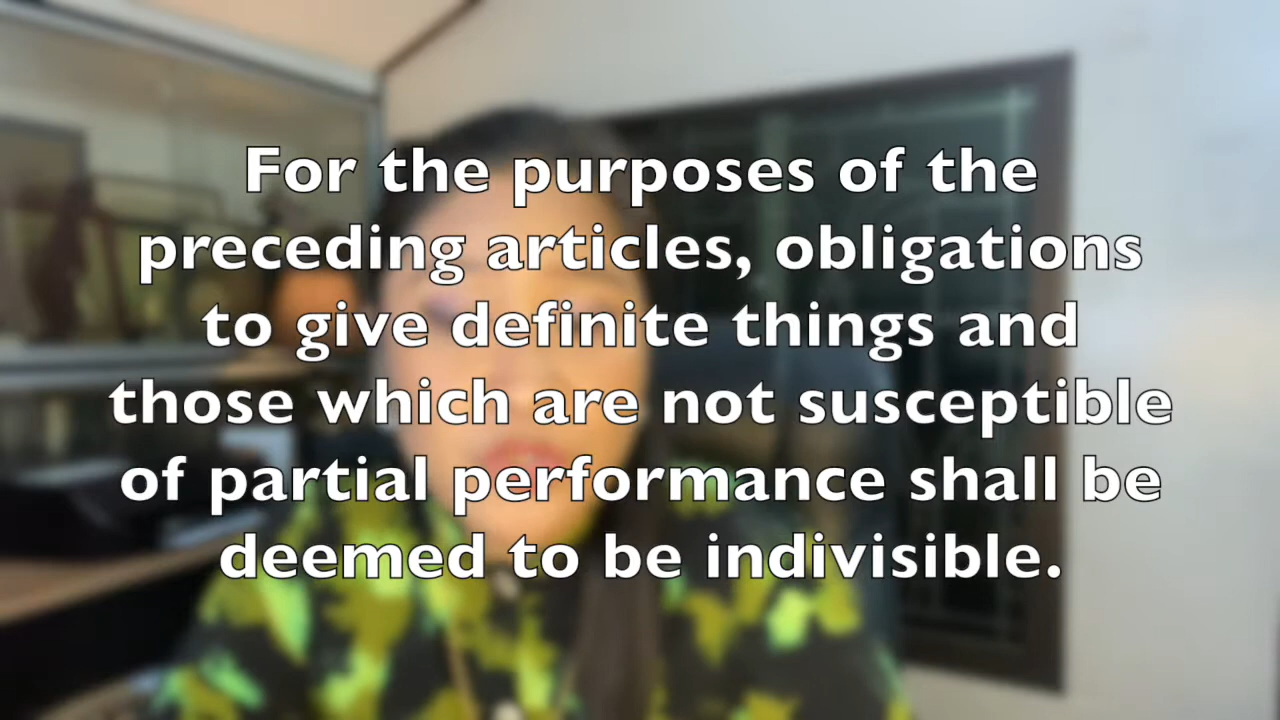 For the purposes of the
preceding articles, obligations
to give definite things and
those which are not susceptible
of partial performance shall be
deemed to be indivisible.